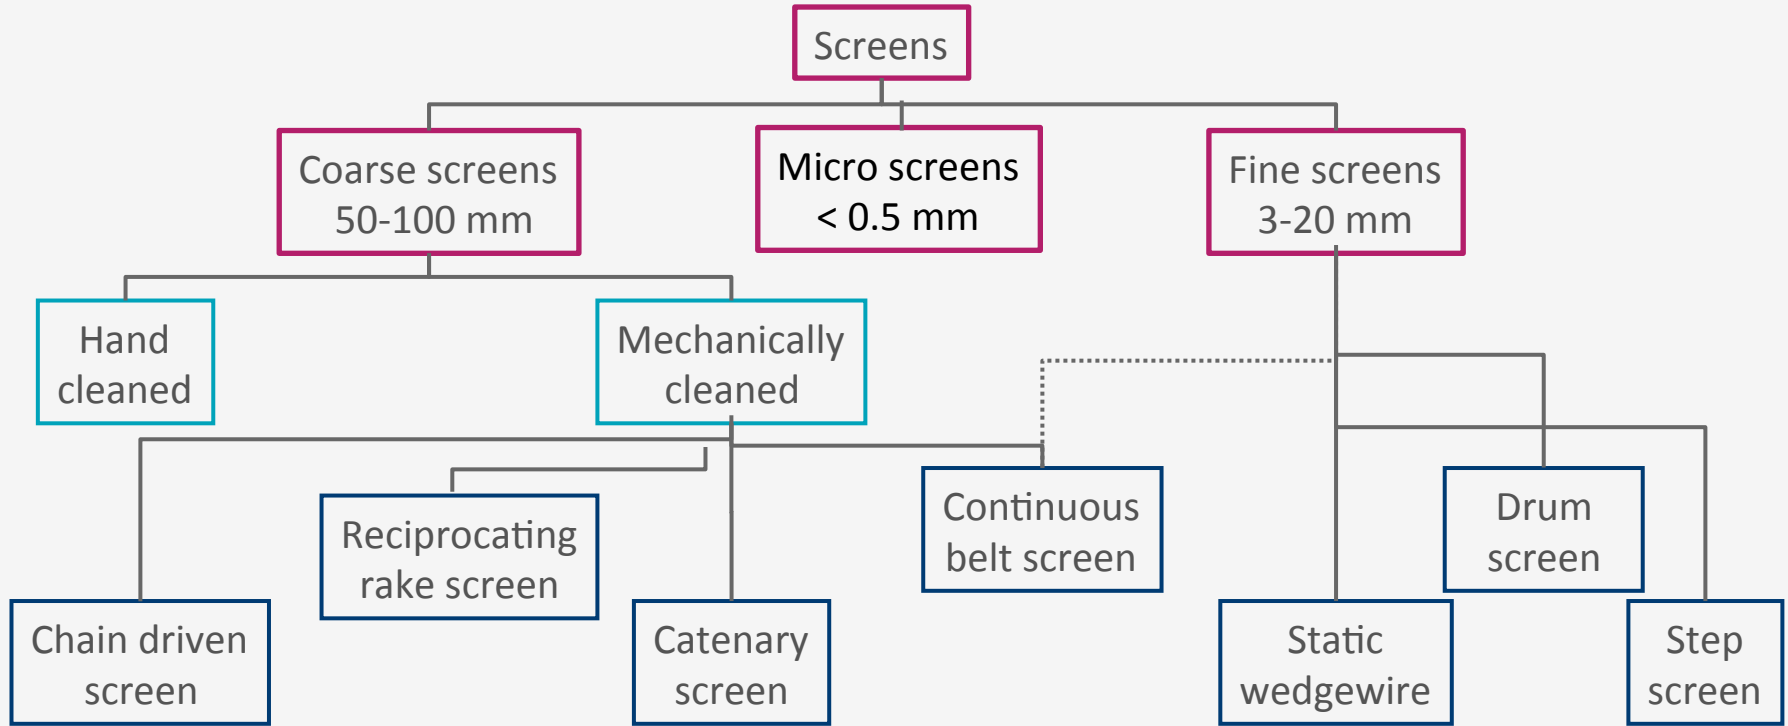 Screens
Coarse screens
50-100 mm
Micro screens
< 0.5 mm
Fine screens
3-20 mm
Hand
cleaned
Mechanically
cleaned
Reciprocating
rake screen
Continuous
belt screen
Drum
screen
Chain driven
screen
Catenary
screen
Static
wedgewire
Step
screen